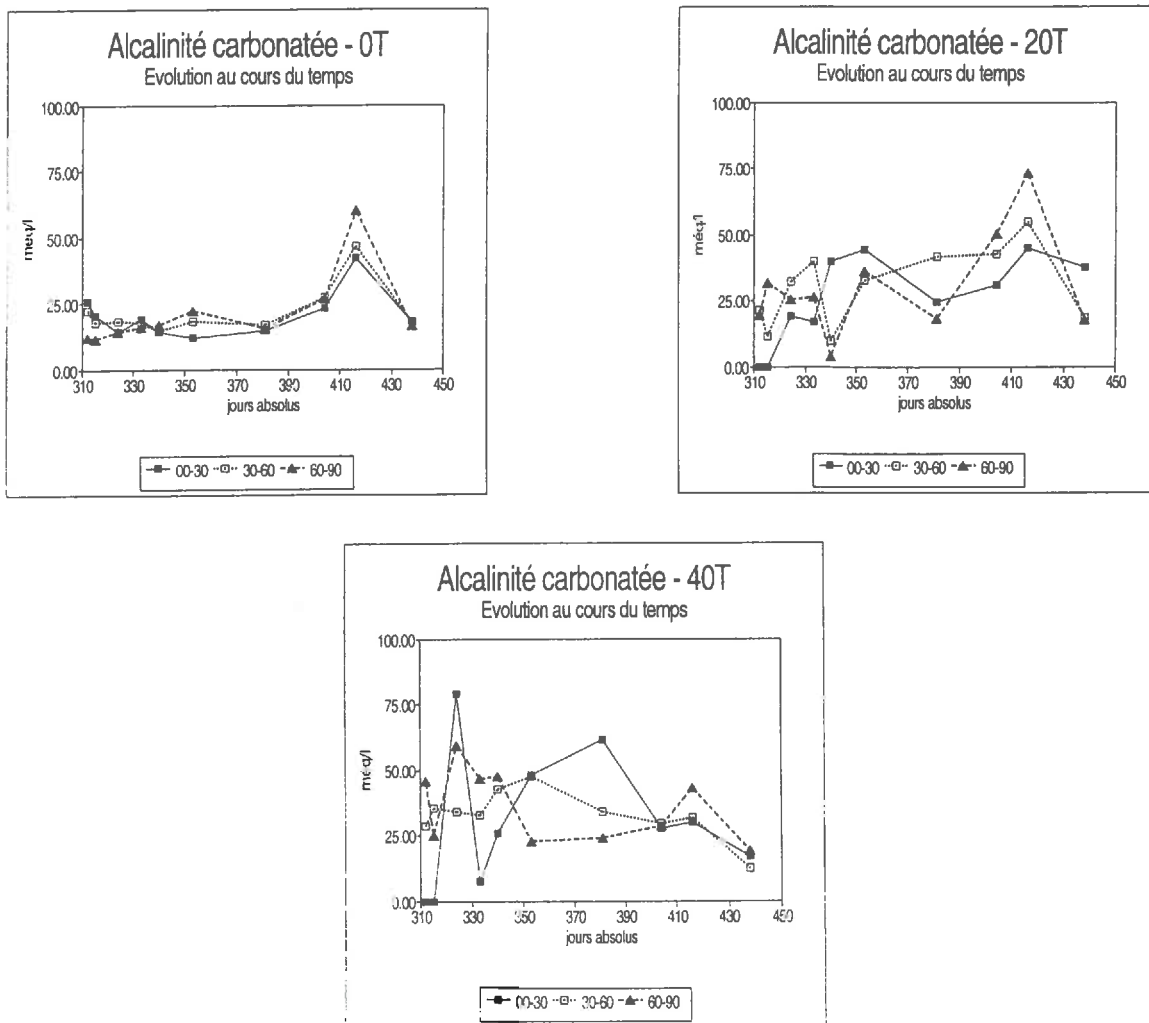 Alcalinité carbonatée - 0T
Evolution au cours du temps
100.00
75.00
50.00
25.00
0.00
méq/l
310 330 350 370 390 410 430 450
jours absolus
00-30 30-60 60-90
Alcalinité carbonatée - 20T
Evolution au cours du temps
100.00
75.00
50.00
25.00
0.00
méq/l
310 330 350 370 390 410 430 450
jours absolus
00-30 30-60 60-90
Alcalinité carbonatée - 40T
Evolution au cours du temps
100.00
75.00
50.00
25.00
0.00
méq/l
310 330 350 370 390 410 430 450
jours absolus
00-30 30-60 60-90